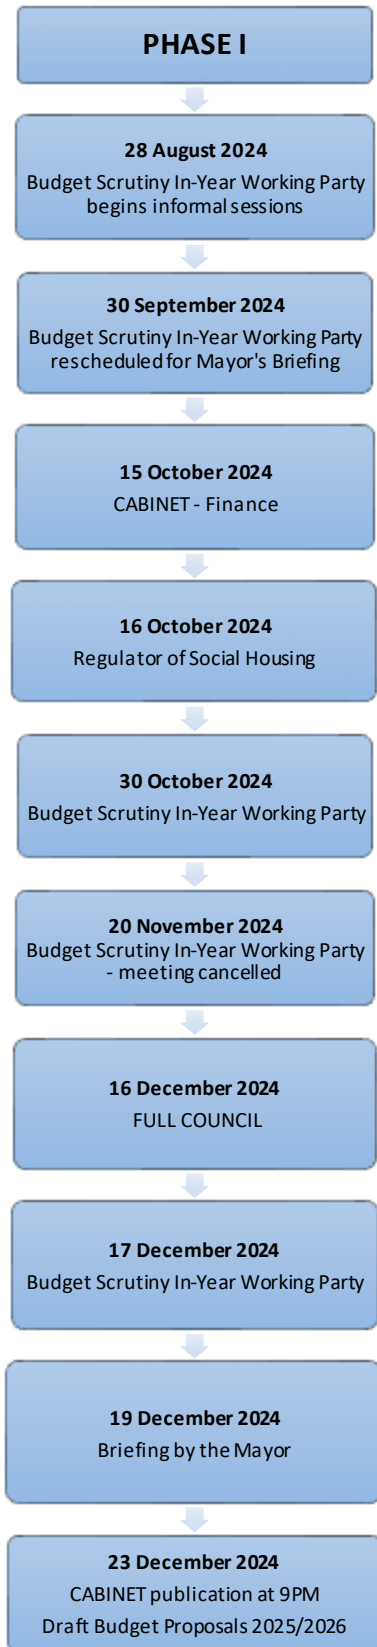 PHASE I
28 August 2024
Budget Scrutiny In-Year Working Party
begins informal sessions
30 September 2024
Budget Scrutiny In-Year Working Party
rescheduled for Mayor's Briefing
15 October 2024
CABINET - Finance
16 October 2024
Regulator of Social Housing
30 October 2024
Budget Scrutiny In-Year Working Party
20 November 2024
Budget Scrutiny In-Year Working Party
- meeting cancelled
16 December 2024
FULL COUNCIL
17 December 2024
Budget Scrutiny In-Year Working Party
19 December 2024
Briefing by the Mayor
23 December 2024
CABINET publication at 9PM
Draft Budget Proposals 2025/2026